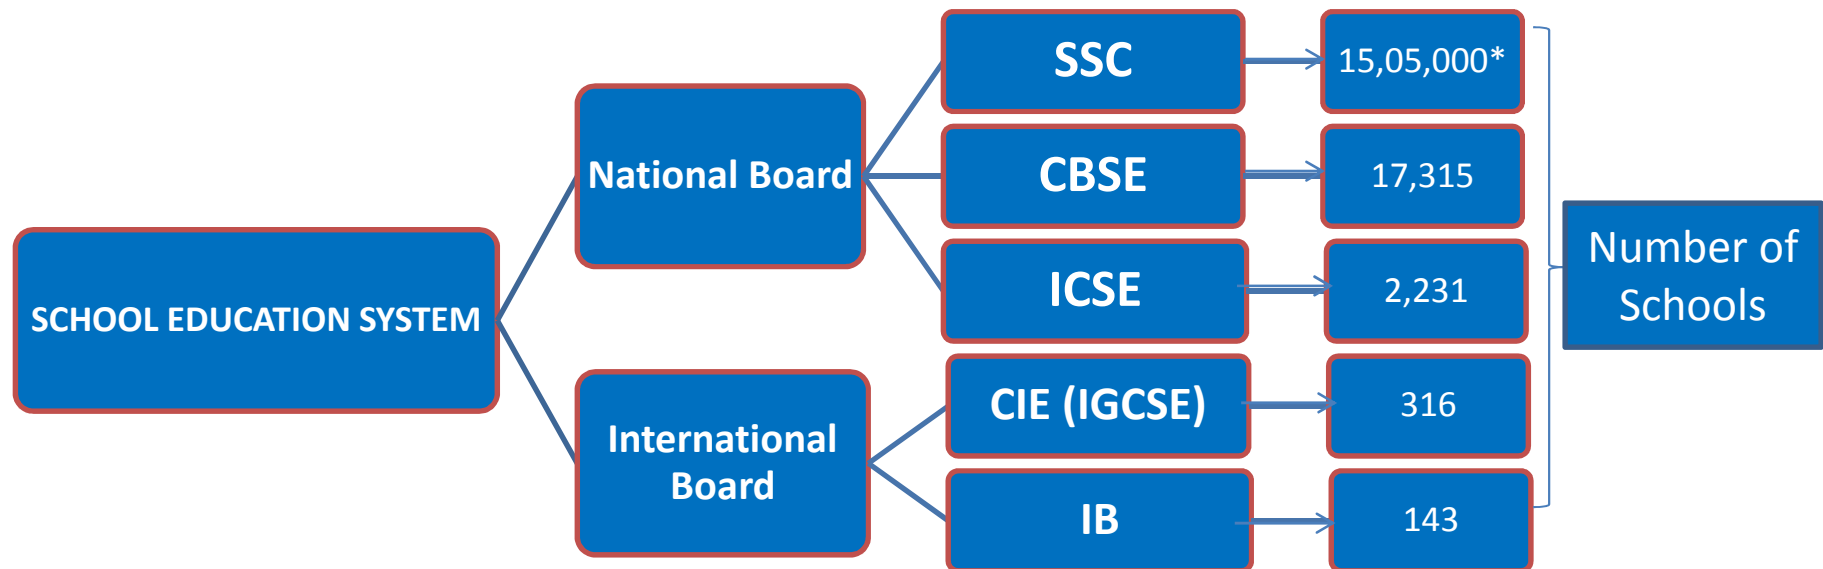 SCHOOL EDUCATION SYSTEM
National Board
SSC
15,05,000*
CBSE
17,315
ICSE
2,231
International
Board
CIE (IGCSE)
316
IB
143
Number of
Schools